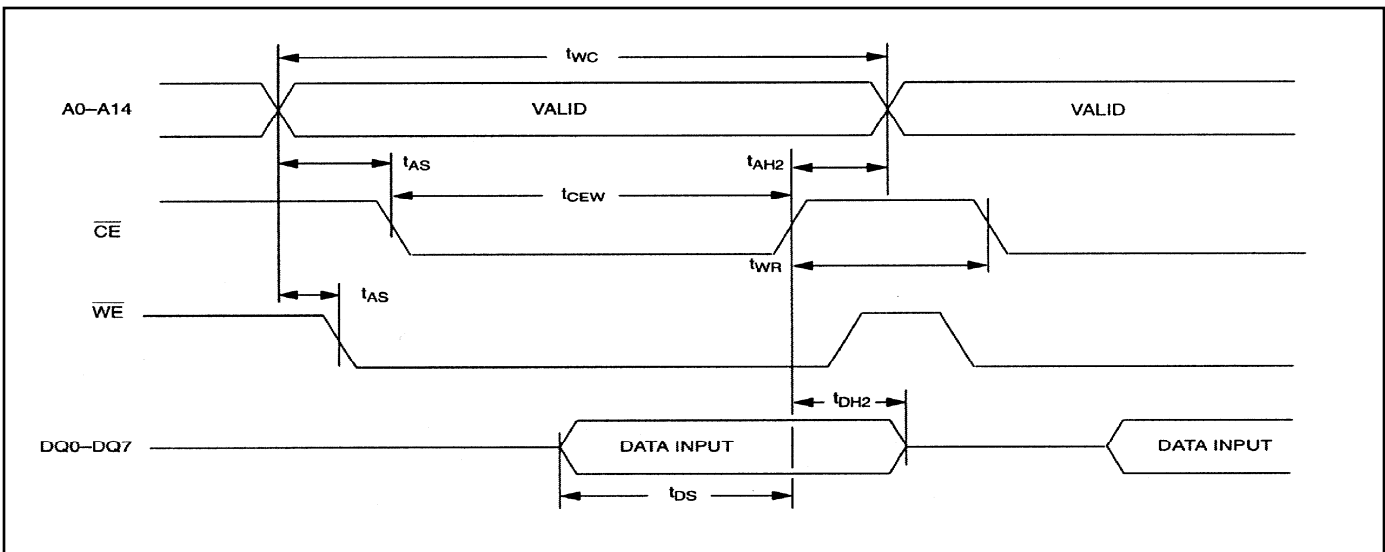 tWC
A0–A14
VALID
VALID
tAS
tAH2
tCEW
CE
tWR
tAS
WE
tDH2
DQ0–DQ7
DATA INPUT
DATA INPUT
tDS